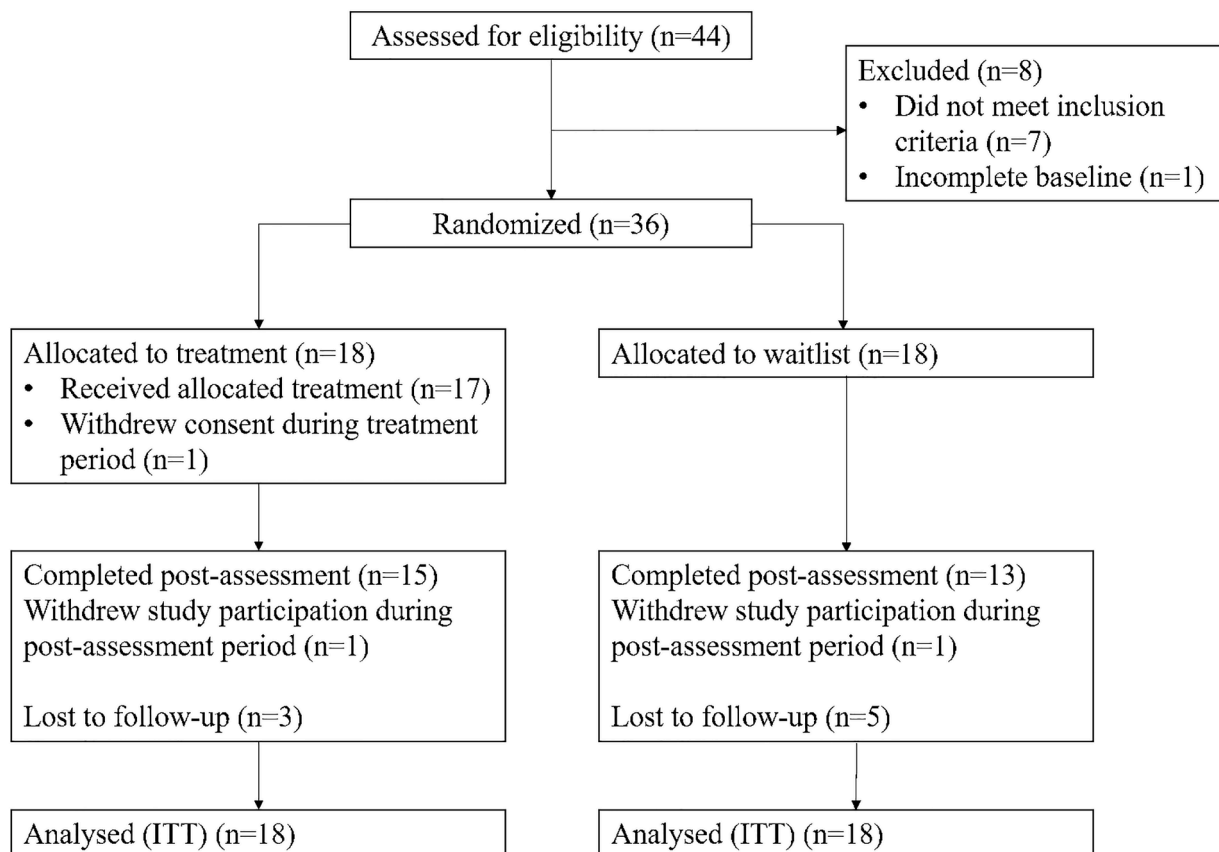 Assessed for eligibility (n=44)
Excluded (n=8)
• Did not meet inclusion
criteria (n=7)
• Incomplete baseline (n=1)
Randomized (n=36)
Allocated to treatment (n=18)
• Received allocated treatment (n=17)
• Withdrew consent during treatment
period (n=1)
Allocated to waitlist (n=18)
Completed post-assessment (n=15)
Withdrew study participation during
post-assessment period (n=1)
Lost to follow-up (n=3)
Completed post-assessment (n=13)
Withdrew study participation during
post-assessment period (n=1)
Lost to follow-up (n=5)
Analysed (ITT) (n=18)
Analysed (ITT) (n=18)